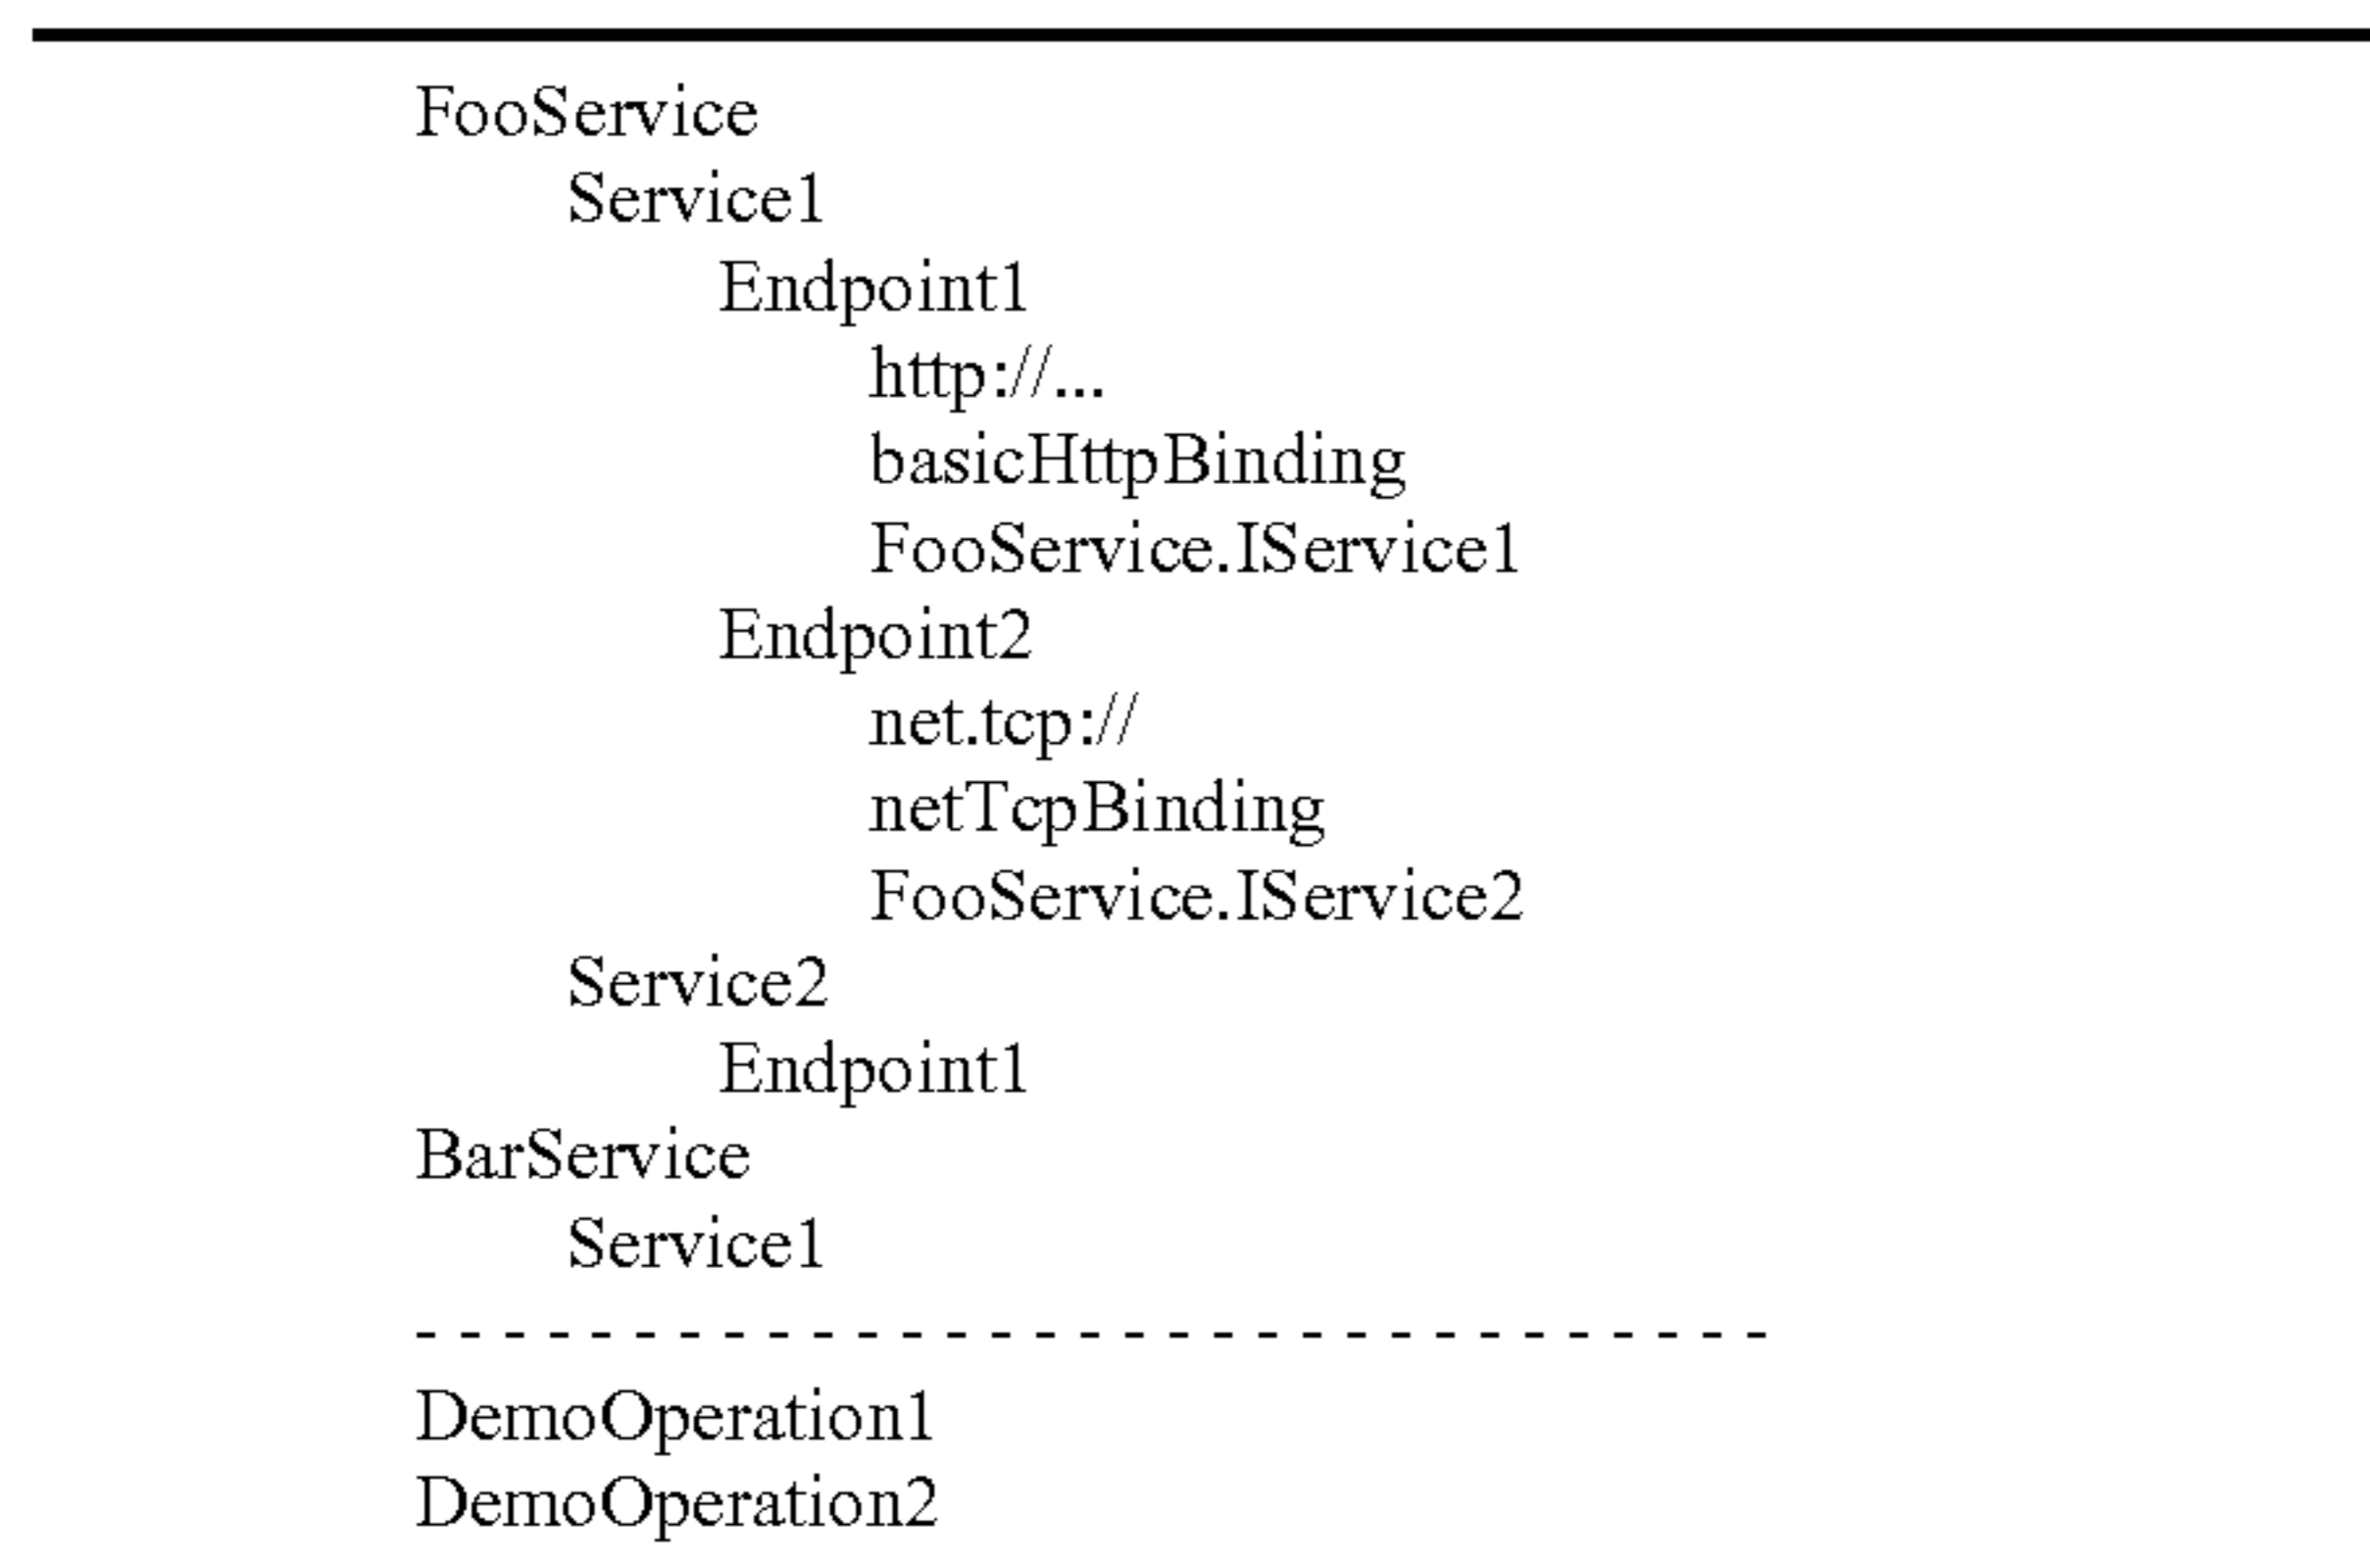 FooService
Service1
Endpoint1
http://...
basicHttpBinding
FooService.IService1
Endpoint2
net.tcp://
netTcpBinding
FooService.IService2
Service2
Endpoint1
BarService
Service1
- - - - - - - - - - - - - - - - - - - - - - - - - - - - - - -
DemoOperation1
DemoOperation2